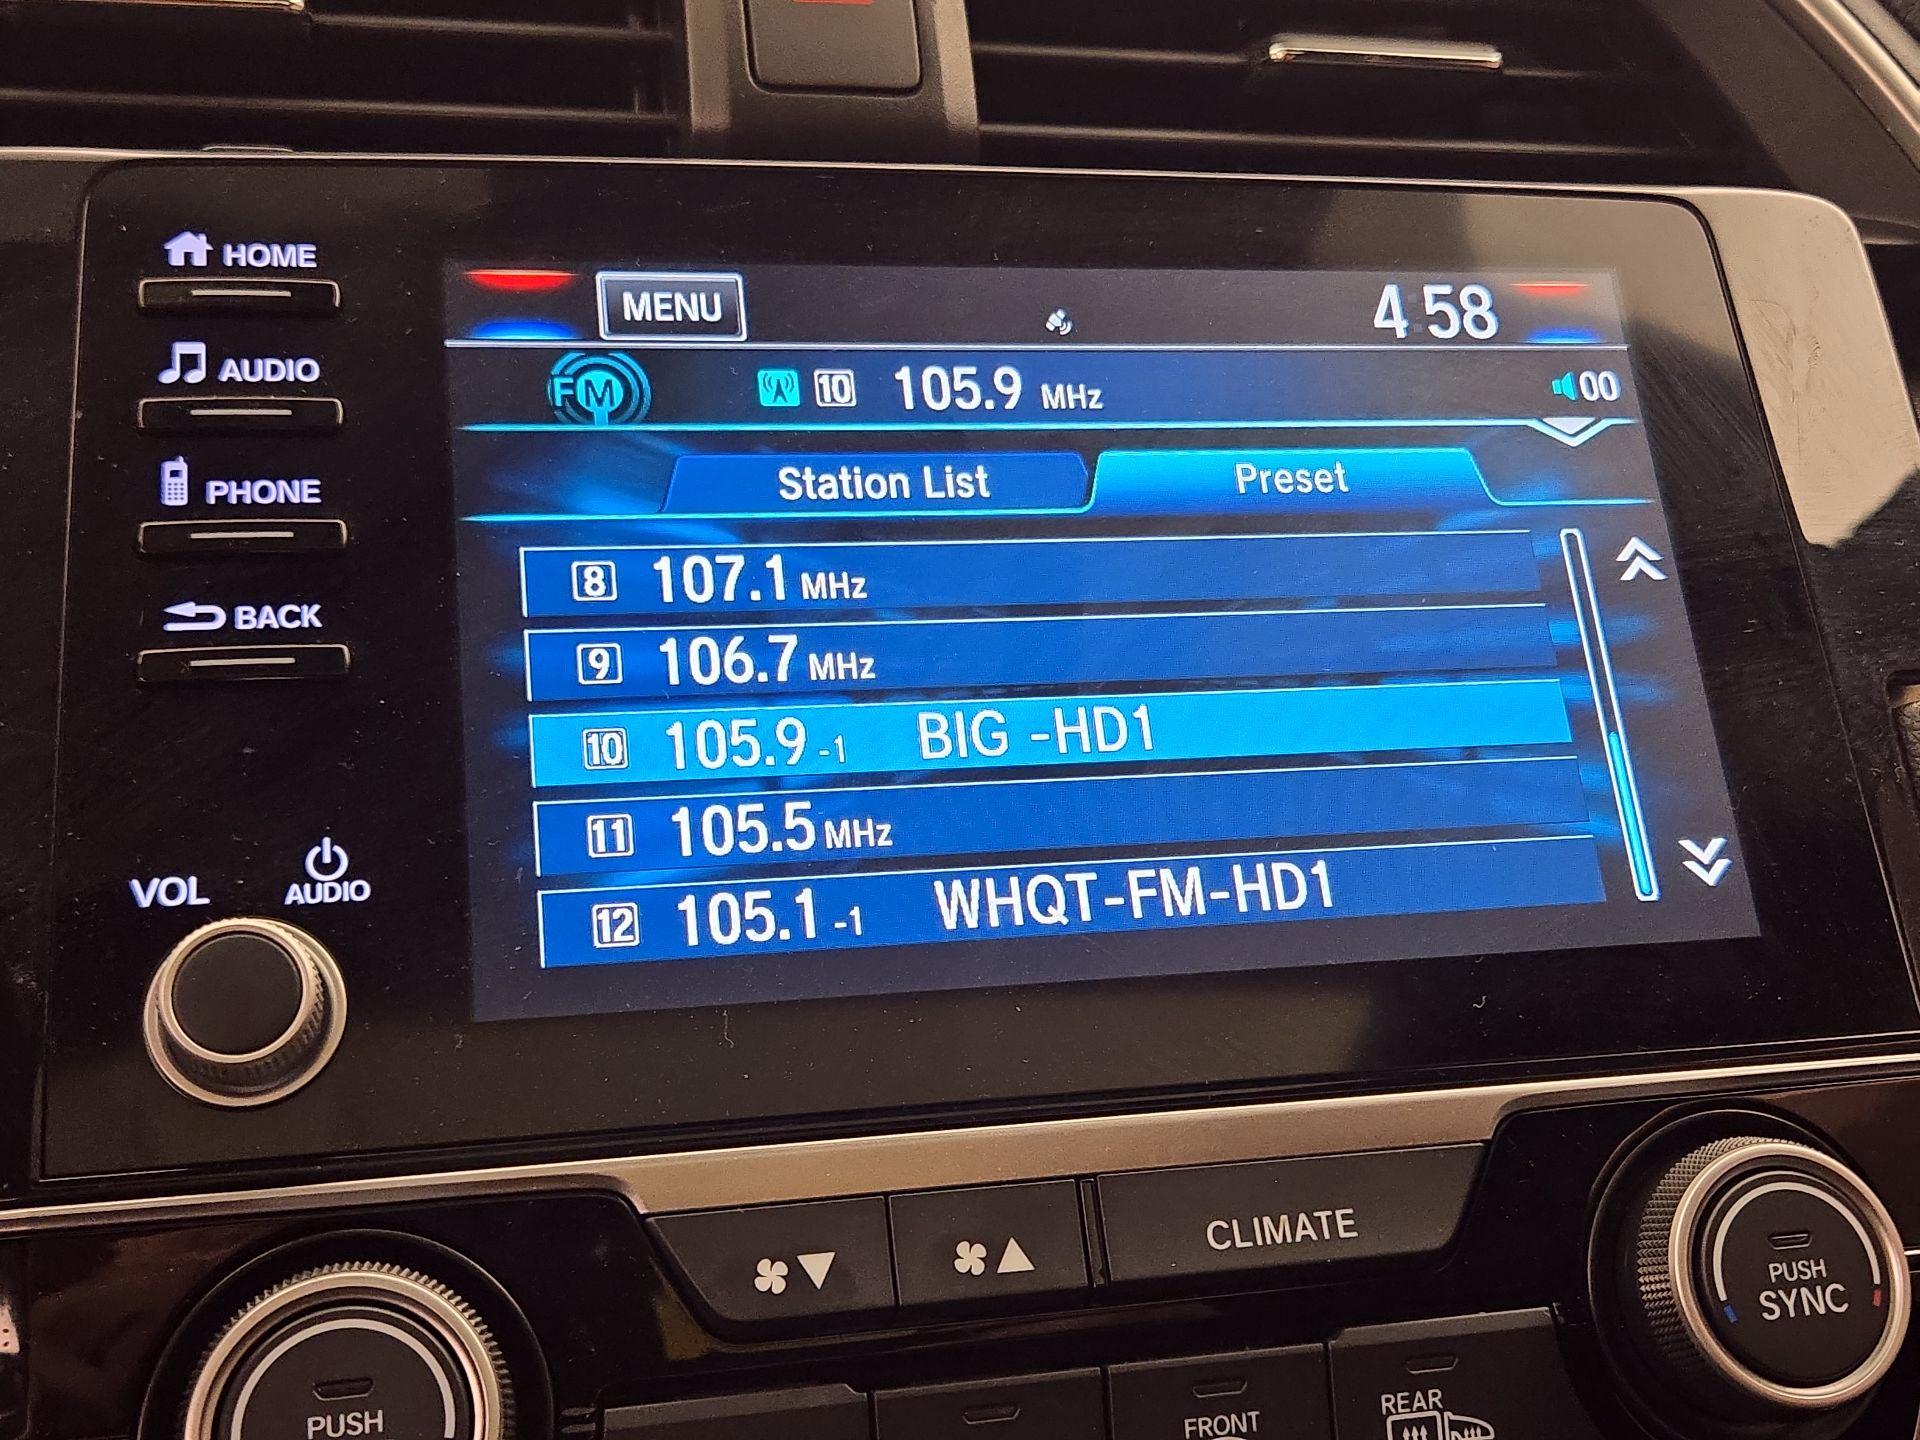 HOME
MENU
4:58
AUDIO
FM 10 105.9 MHz 00
PHONE
Station List Preset
BACK
8 107.1 MHz
9 106.7 MHz
10 105.9 -1 BIG -HD1
11 105.5 MHz
12 105.1 -1 WHQT-FM-HD1
VOL
AUDIO
CLIMATE
PUSH
SYNC
PUSH
FRONT
REAR